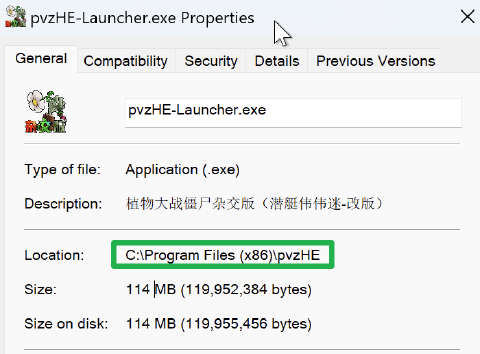 pvzHE-Launcher.exe Properties
General Compatibility Security Details Previous Versions
pvzHE-Launcher.exe
Type of file: Application (.exe)
Description: 植物大战僵尸杂交版（潜艇伟伟迷-改版）
Location: C:\Program Files (x86)\pvzHE
Size: 114 MB (119,952,384 bytes)
Size on disk: 114 MB (119,955,456 bytes)